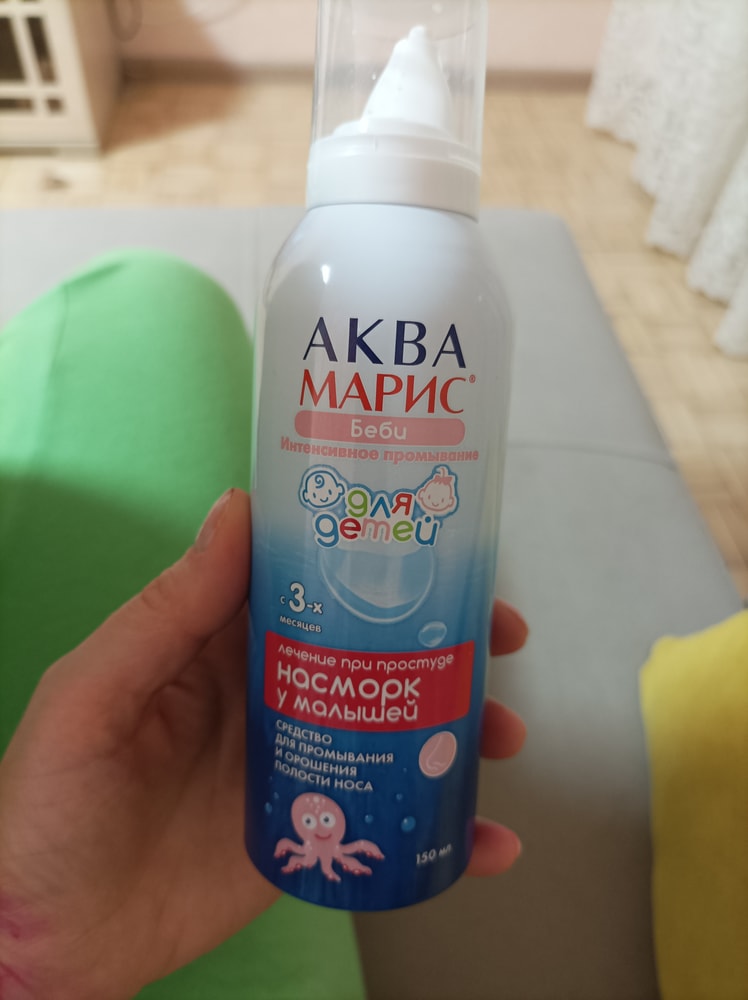 АКВА
МАРИС®
Беби
Интенсивное промывание
для
детей
с 3-х
месяцев
лечение при простуде
насморк
у малышей
СРЕДСТВО
ДЛЯ ПРОМЫВАНИЯ
И ОРОШЕНИЯ
ПОЛОСТИ НОСА
150 мл